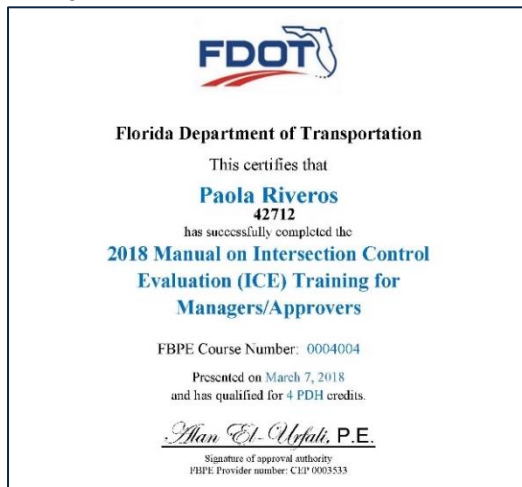 FDOT
Florida Department of Transportation
This certifies that
Paola Riveros
42712
has successfully completed the
2018 Manual on Intersection Control
Evaluation (ICE) Training for
Managers/Approvers
FBPE Course Number: 0004004
Presented on March 7, 2018
and has qualified for 4 PDH credits.
Alan El-Urfali, P.E.
Signature of approval authority
FBPE Provider number: CEP 0003533